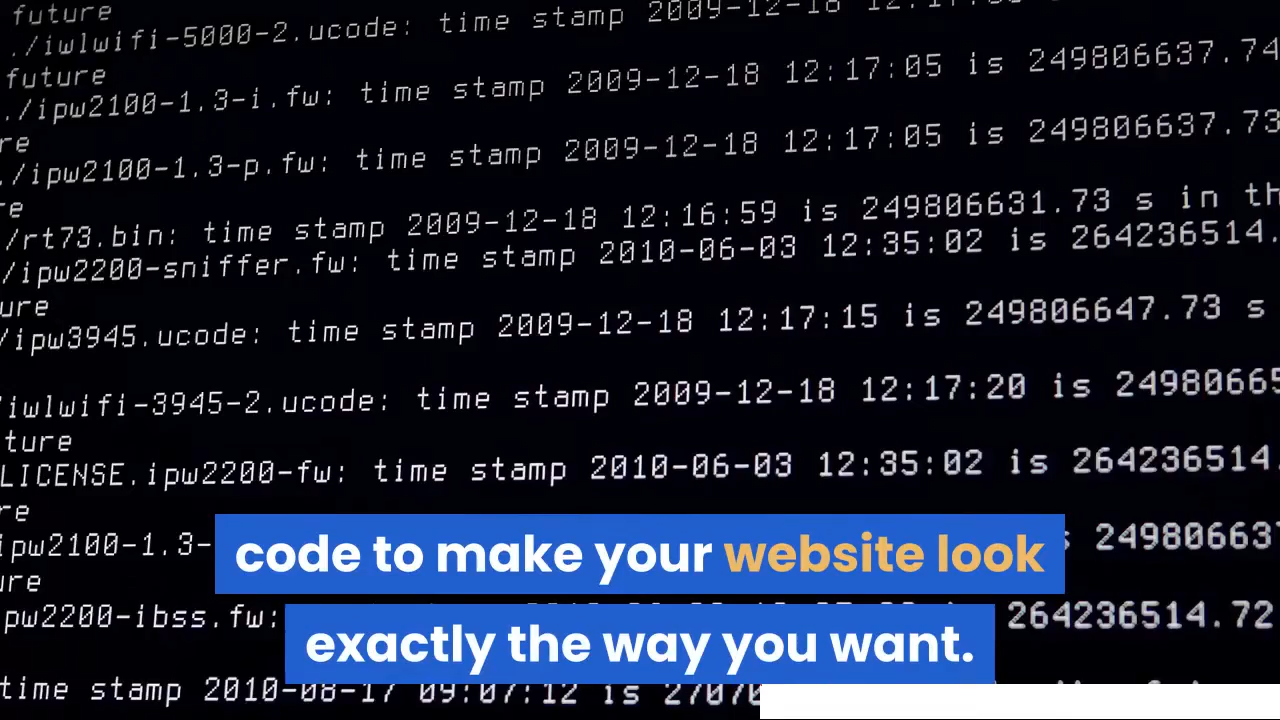 future
./iwlwifi-5000-2.ucode: time stamp 2009-12-18
future
./ipw2100-1.3-i.fw: time stamp 2009-12-18 12:17:05 is 249806637.74
re
./ipw2100-1.3-p.fw: time stamp 2009-12-18 12:17:05 is 249806637.73
re
/rt73.bin: time stamp 2009-12-18 12:16:59 is 249806631.73 s in th
/ipw2200-sniffer.fw: time stamp 2010-06-03 12:35:02 is 264236514.
ure
/ipw3945.ucode: time stamp 2009-12-18 12:17:15 is 249806647.73 s
/iwlwifi-3945-2.ucode: time stamp 2009-12-18 12:17:20 is 24980665
ture
LICENSE.ipw2200-fw: time stamp 2010-06-03 12:35:02 is 264236514
re
ipw2100-1.3- 24980663
code to make your website look
ure
pw2200-ibss.fw: 264236514.72
exactly the way you want.
time stamp 2010-08-17 09:07:12 is 27070